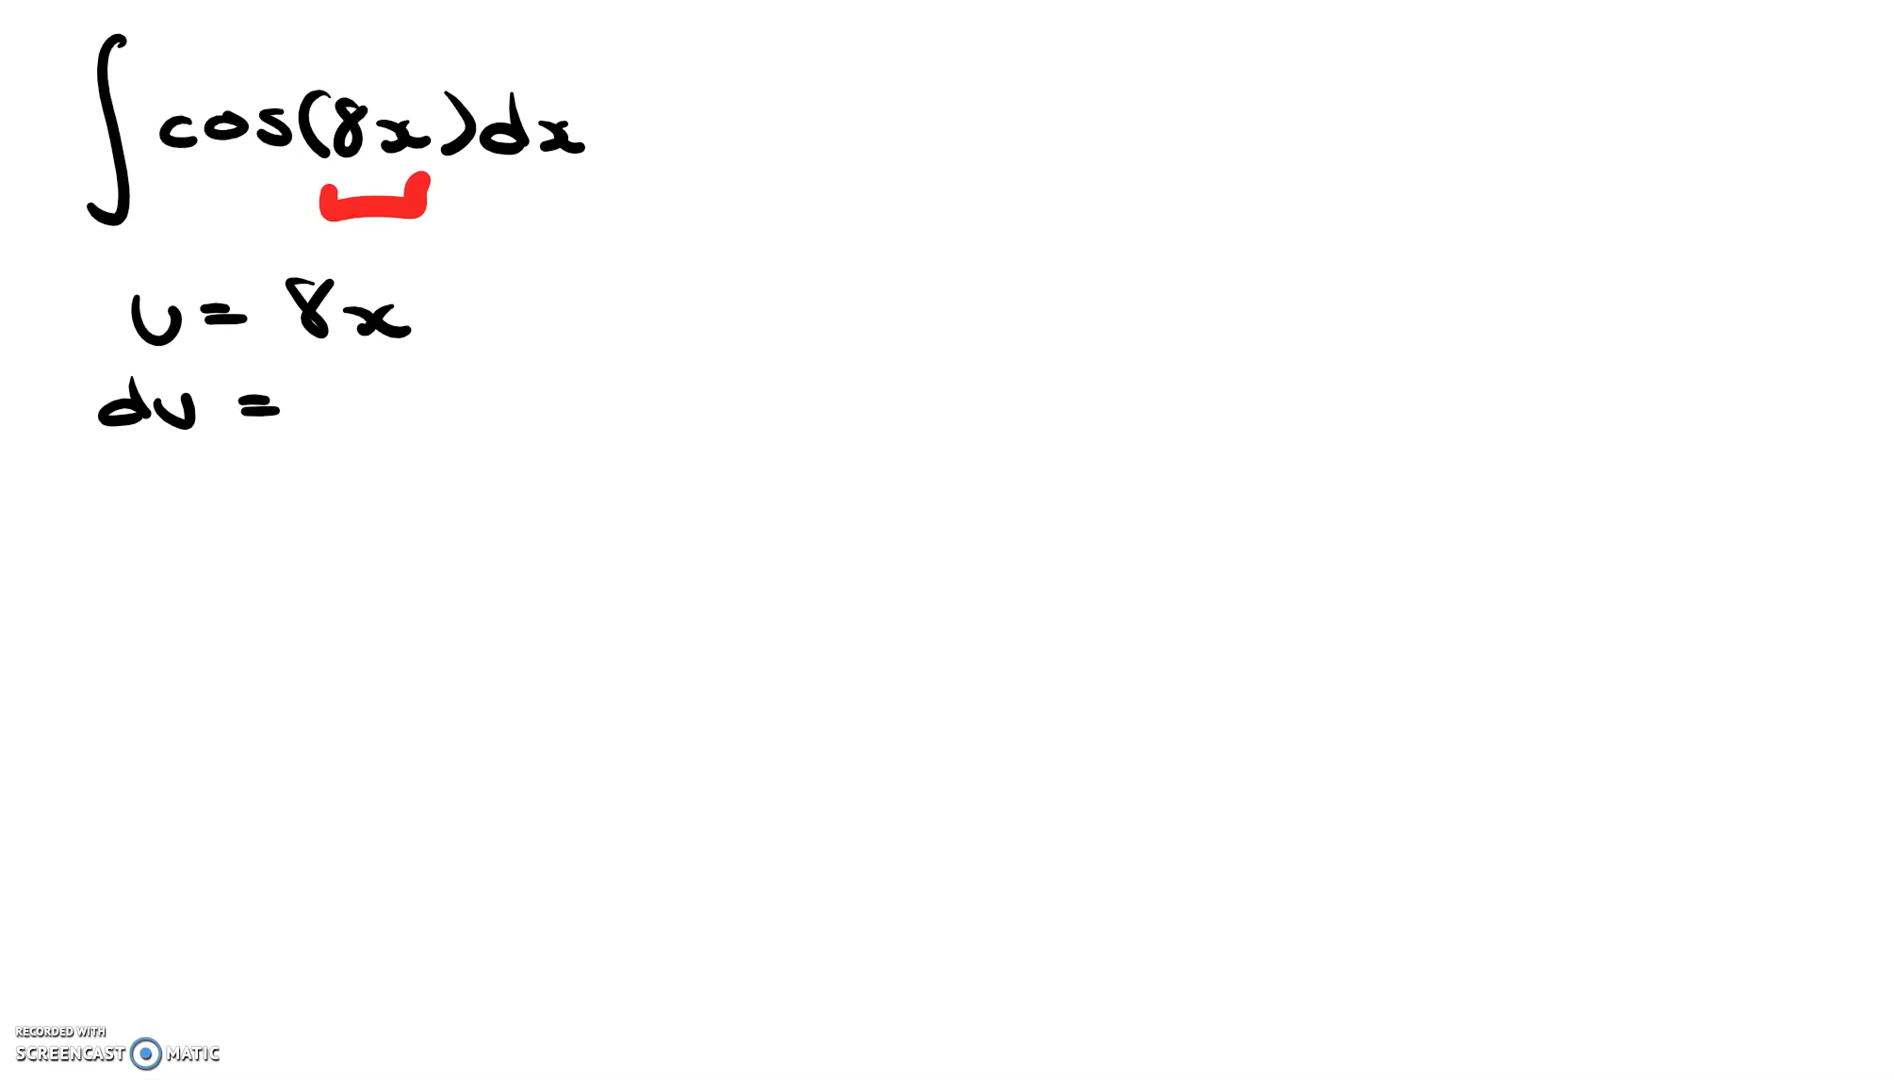 ∫ cos(8x)dx
u = 8x
du =
RECORDED WITH
SCREENCAST MATIC